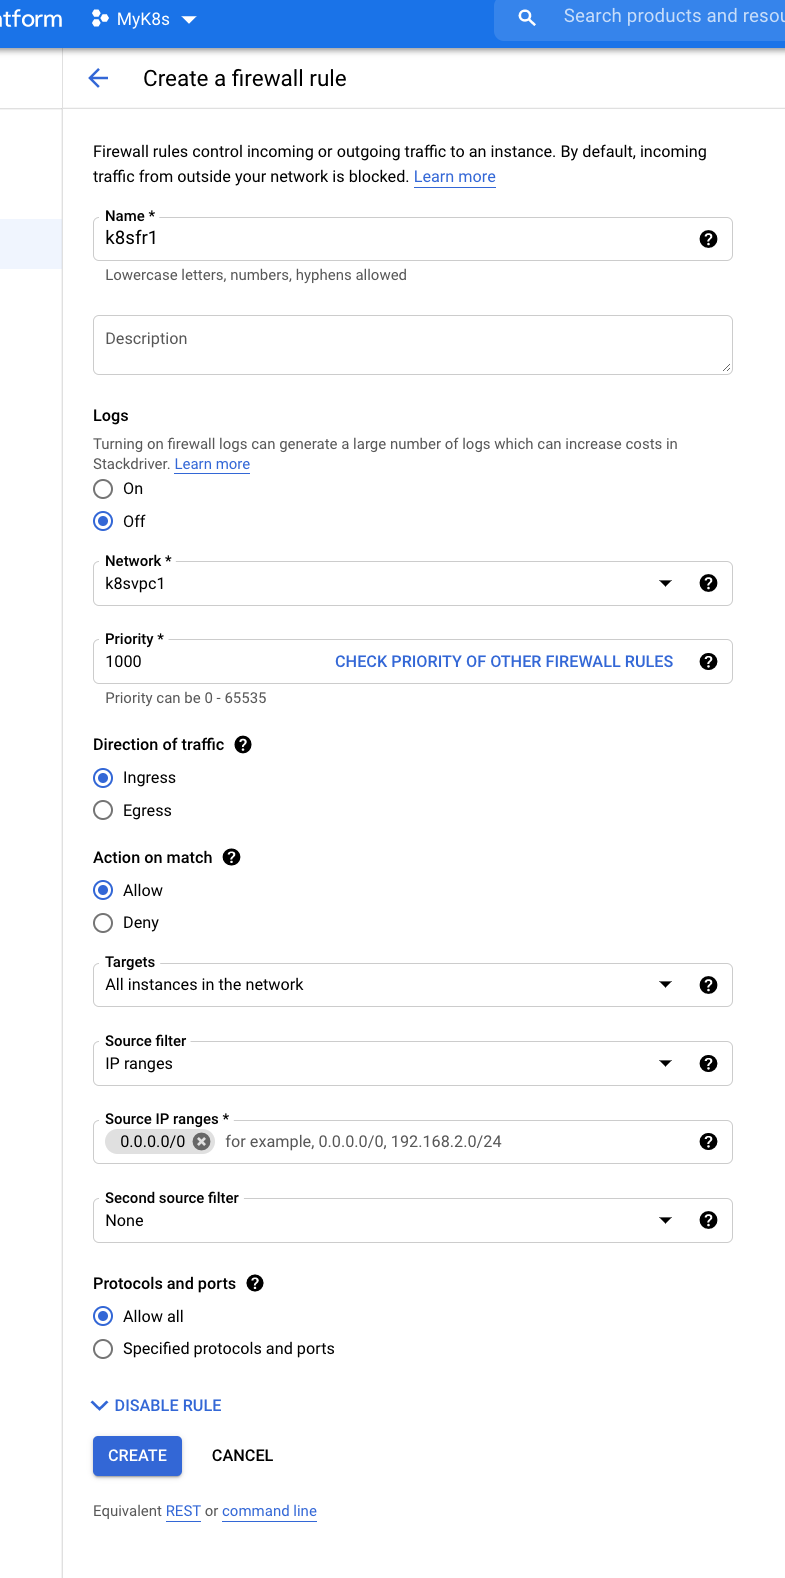 MyK8s
Search products and
Create a firewall rule
Firewall rules control incoming or outgoing traffic to an instance. By default, incoming
traffic from outside your network is blocked. Learn more
Name *
k8sfr1
Lowercase letters, numbers, hyphens allowed
Description
Logs
Turning on firewall logs can generate a large number of logs which can increase costs in
Stackdriver. Learn more
On
Off
Network *
k8svpc1
Priority *
1000 CHECK PRIORITY OF OTHER FIREWALL RULES
Priority can be 0 - 65535
Direction of traffic
Ingress
Egress
Action on match
Allow
Deny
Targets
All instances in the network
Source filter
IP ranges
Source IP ranges *
0.0.0.0/0 for example, 0.0.0.0/0, 192.168.2.0/24
Second source filter
None
Protocols and ports
Allow all
Specified protocols and ports
DISABLE RULE
CREATE CANCEL
Equivalent REST or command line